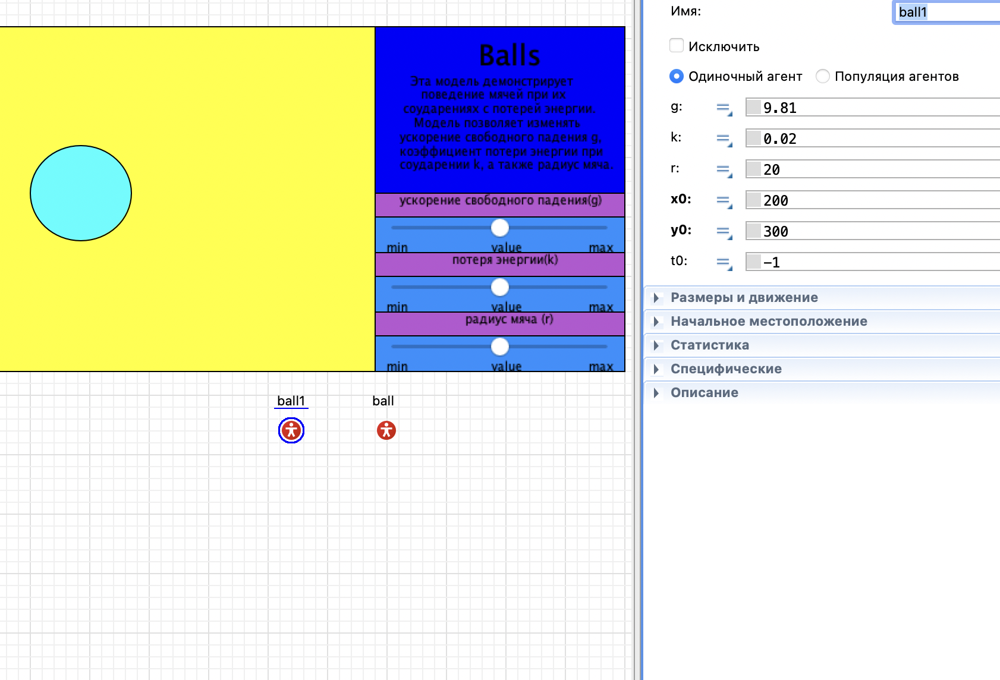 Balls
Эта модель демонстрирует
поведение мячей при их
соударениях с потерей энергии.
Модель позволяет изменять
ускорение свободного падения g,
коэффициент потери энергии при
соударении k, а также радиус мяча.
ускорение свободного падения(g)
min value max
потеря энергии(k)
min value max
радиус мяча (r)
min value max
ball1 ball
Имя: ball1
Исключить
Одиночный агент Популяция агентов
g: 9.81
k: 0.02
r: 20
x0: 200
y0: 300
t0: -1
Размеры и движение
Начальное местоположение
Статистика
Специфические
Описание